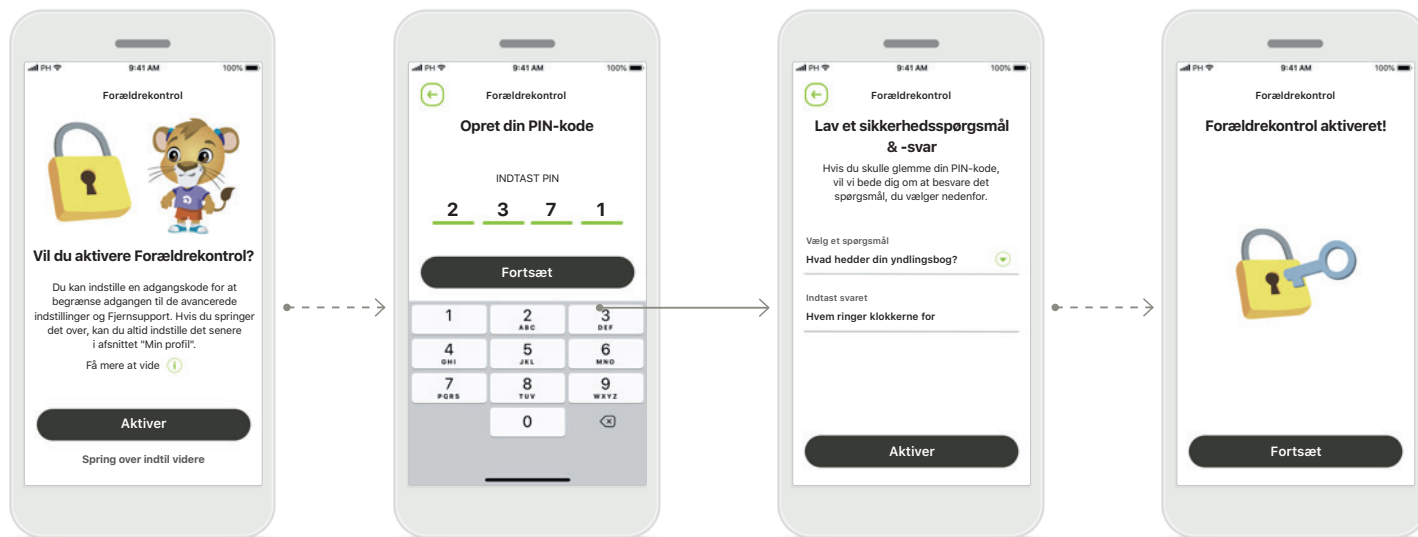 PH 9:41 AM 100%
Forældrekontrol
Vil du aktivere Forældrekontrol?
Du kan indstille en adgangskode for at
begrænse adgangen til de avancerede
indstillinger og Fjernsupport. Hvis du springer
det over, kan du altid indstille det senere
i afsnittet "Min profil".
Få mere at vide i
Aktiver
Spring over indtil videre
PH 9:41 AM 100%
Forældrekontrol
Opret din PIN-kode
INDTAST PIN
2 3 7 1
Fortsæt
1 2 3
ABC DEF
4 5 6
GHI JKL MNO
7 8 9
PQRS TUV WXYZ
0
PH 9:41 AM 100%
Forældrekontrol
Lav et sikkerhedsspørgsmål
& -svar
Hvis du skulle glemme din PIN-kode,
vil vi bede dig om at besvare det
spørgsmål, du vælger nedenfor.
Vælg et spørgsmål
Hvad hedder din yndlingsbog?
Indtast svaret
Hvem ringer klokkerne for
Aktiver
PH 9:41 AM 100%
Forældrekontrol
Forældrekontrol aktiveret!
Fortsæt